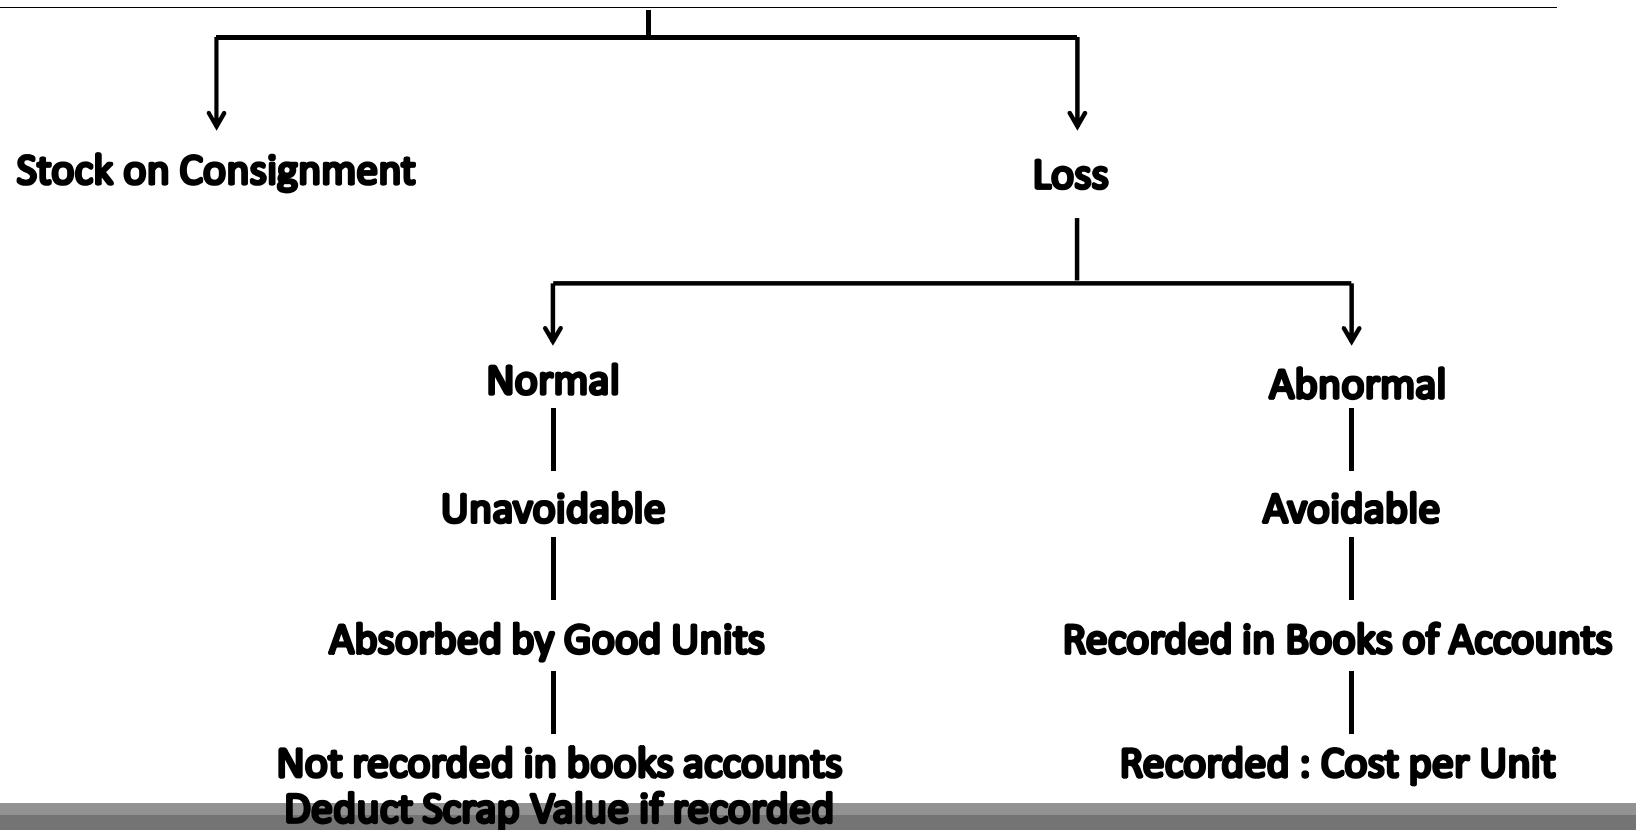 Stock on Consignment
Loss
Normal
Abnormal
Unavoidable
Avoidable
Absorbed by Good Units
Recorded in Books of Accounts
Not recorded in books accounts
Deduct Scrap Value if recorded
Recorded : Cost per Unit